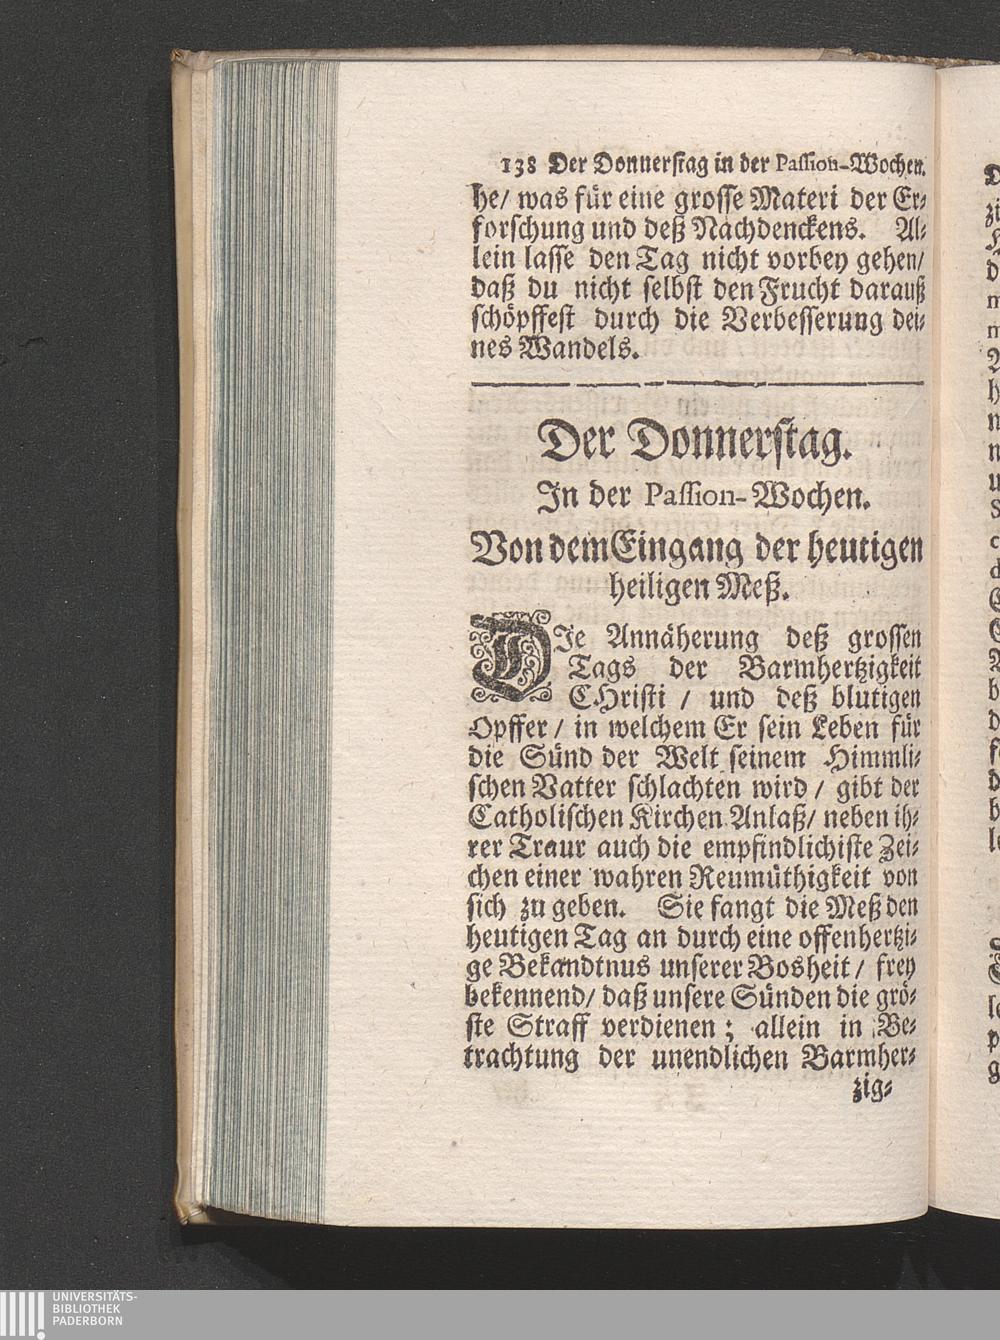 138 Der Donnerstag in der Passion-Wochen.
he/ was für eine grosse Materi der Er-
forschung und deß Nachdenckens. Al-
lein lasse den Tag nicht vorbey gehen/
daß du nicht selbst den Frucht darauß
schöpffest durch die Verbesserung dei-
nes Wandels.
Der Donnerstag.
In der Passion-Wochen.
Von dem Eingang der heutigen
heiligen Meß.
DIe Annäherung deß grossen
Tags der Barmhertzigkeit
CHristi / und deß blutigen
Opffer / in welchem Er sein Leben für
die Sünd der Welt seinem Himmli-
schen Vatter schlachten wird / gibt der
Catholischen Kirchen Anlaß/ neben ih-
rer Traur auch die empfindlichiste Zei-
chen einer wahren Reumüthigkeit von
sich zu geben. Sie fangt die Meß den
heutigen Tag an durch eine offenhertzi-
ge Bekandtnus unserer Bosheit / frey
bekennend/ daß unsere Sünden die grö-
ste Straff verdienen ; allein in Be-
trachtung der unendlichen Barmher-
zig-
UNIVERSITÄTS-
BIBLIOTHEK
PADERBORN